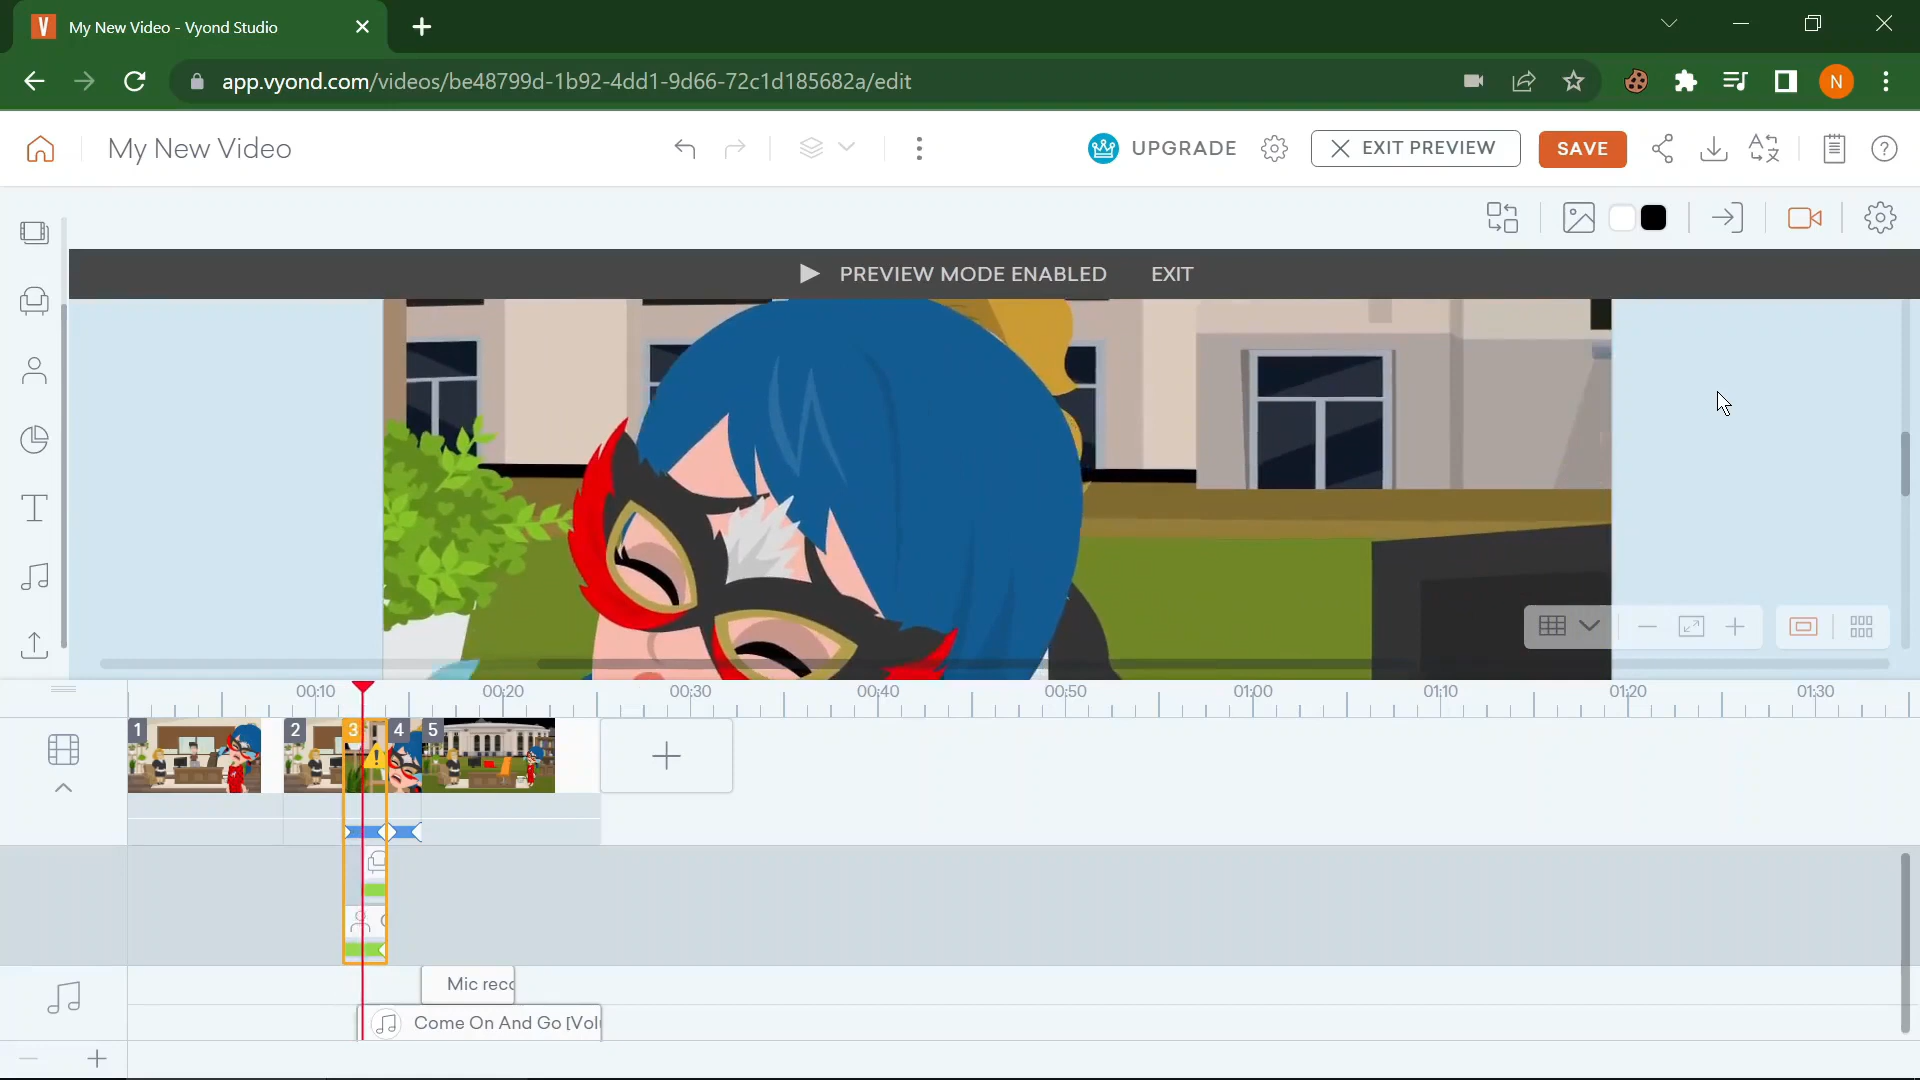 My New Video - Vyond Studio
app.vyond.com/videos/be48799d-1b92-4dd1-9d66-72c1d185682a/edit
N
My New Video
UPGRADE
EXIT PREVIEW
SAVE
PREVIEW MODE ENABLED
EXIT
00:10
00:20
00:30
00:40
00:50
01:00
01:10
01:20
01:30
1
2
3
4
5
Mic reco
Come On And Go [Vol